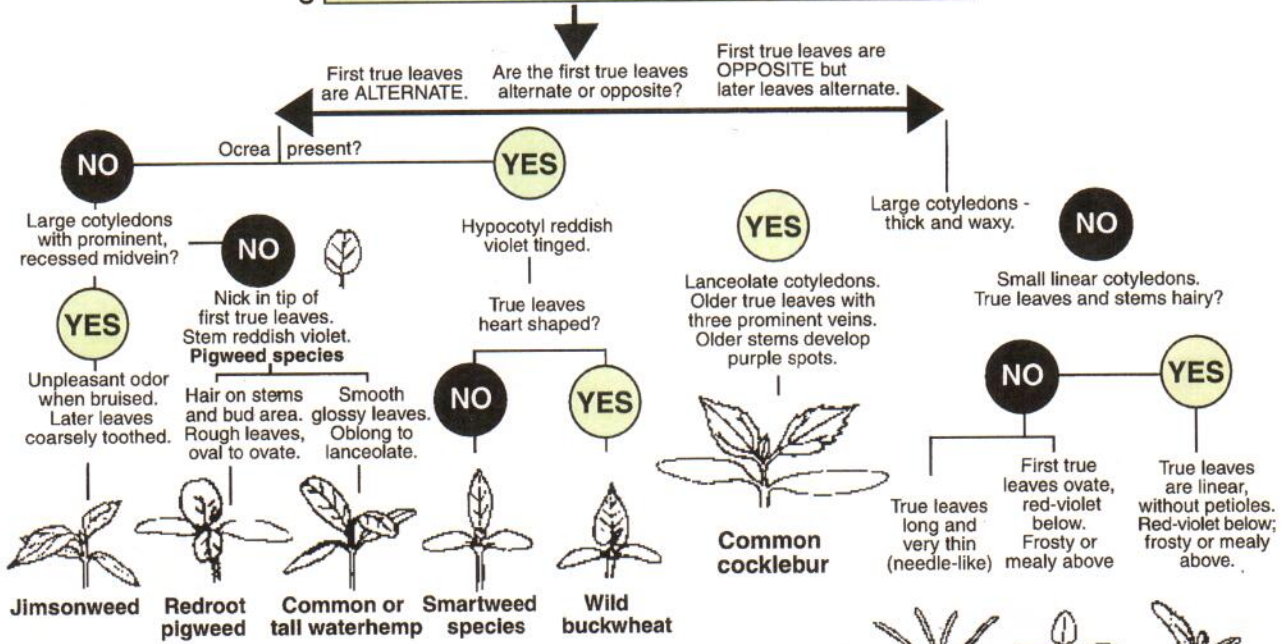 First true leaves
are ALTERNATE.
Are the first true leaves
alternate or opposite?
First true leaves are
OPPOSITE but
later leaves alternate.
Ocrea present?
NO
YES
Large cotyledons
with prominent,
recessed midvein?
NO
YES
Nick in tip of
first true leaves.
Stem reddish violet.
Pigweed species
Unpleasant odor
when bruised.
Later leaves
coarsely toothed.
Hair on stems
and bud area.
Rough leaves,
oval to ovate.
Smooth
glossy leaves.
Oblong to
lanceolate.
Hypocotyl reddish
violet tinged.
True leaves
heart shaped?
NO
YES
Jimsonweed
Redroot
pigweed
Common or
tall waterhemp
Smartweed
species
Wild
buckwheat
Large cotyledons -
thick and waxy.
YES
NO
Lanceolate cotyledons.
Older true leaves with
three prominent veins.
Older stems develop
purple spots.
Common
cocklebur
Small linear cotyledons.
True leaves and stems hairy?
NO
YES
True leaves
long and
very thin
(needle-like)
First true
leaves ovate,
red-violet
below.
Frosty or
mealy above
True leaves
are linear,
without petioles.
Red-violet below;
frosty or mealy
above.